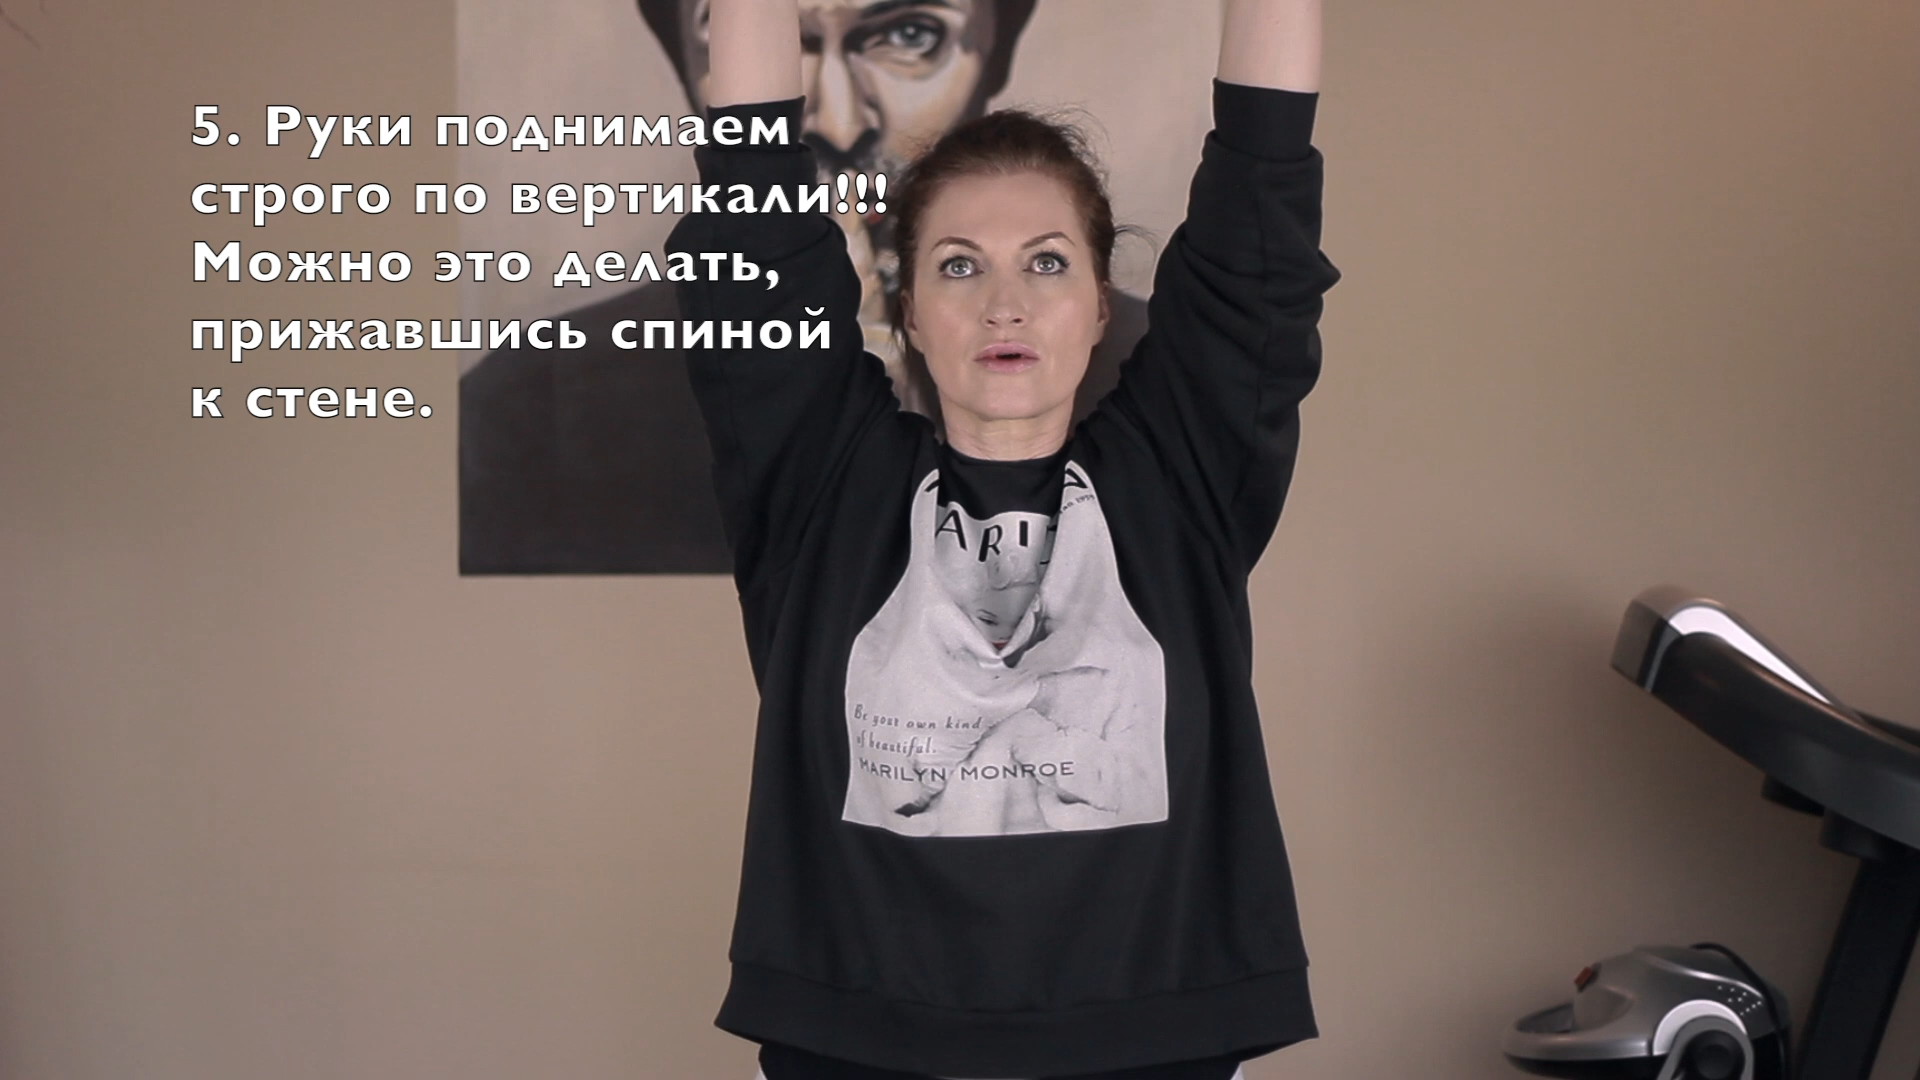 5. Руки поднимаем
строго по вертикали!!!
Можно это делать,
прижавшись спиной
к стене.
Be your own kind
of beautiful.
MARILYN MONROE